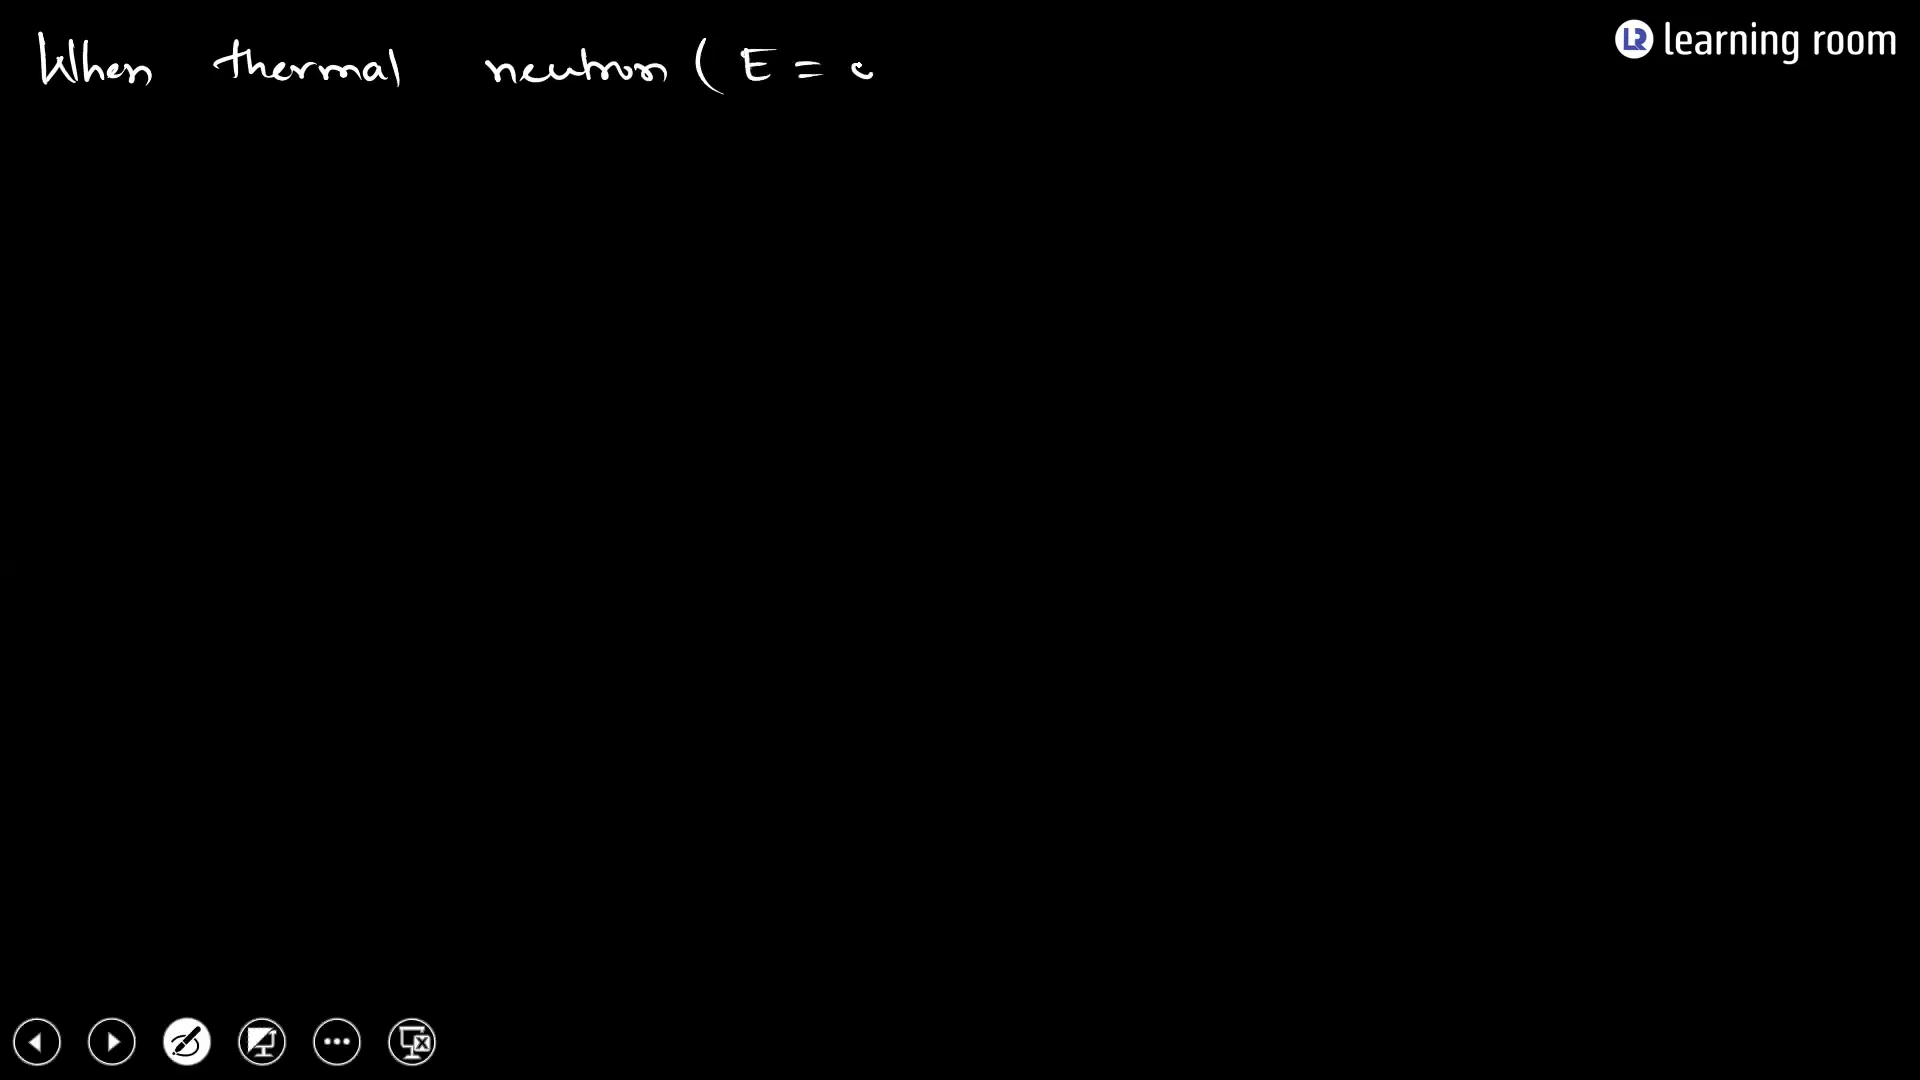 When thermal neutron ( E =
learning room